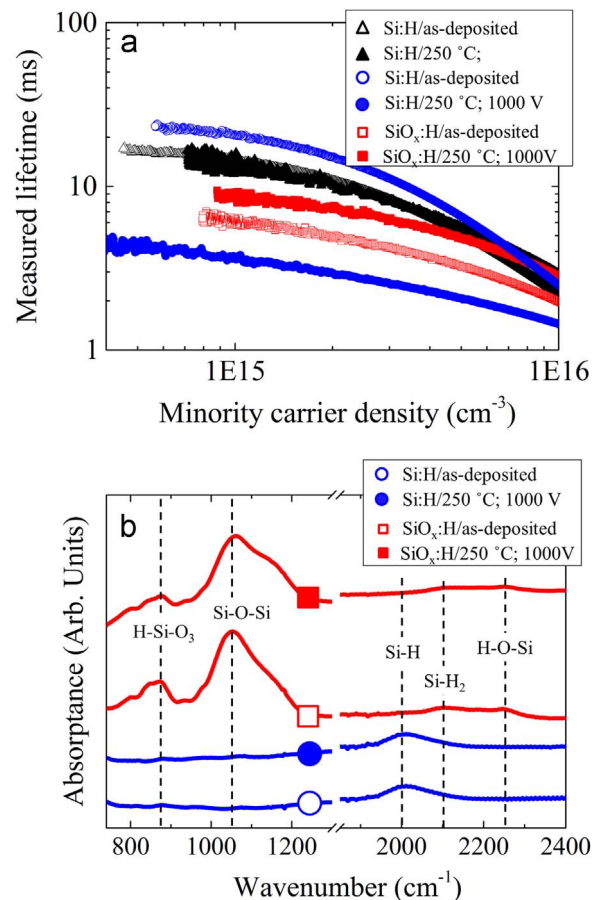 a
Measured lifetime (ms)
100
10
1
1E15
1E16
Minority carrier density (cm⁻³)
Si:H/as-deposited
Si:H/250 ˚C;
Si:H/as-deposited
Si:H/250 ˚C; 1000 V
SiOₓ:H/as-deposited
SiOₓ:H/250 ˚C; 1000V
b
Absorptance (Arb. Units)
Si:H/as-deposited
Si:H/250 ˚C; 1000 V
SiOₓ:H/as-deposited
SiOₓ:H/250 ˚C; 1000V
H-Si-O₃
Si-O-Si
Si-H
Si-H₂
H-O-Si
800 1000 1200 2000 2200 2400
Wavenumber (cm⁻¹)